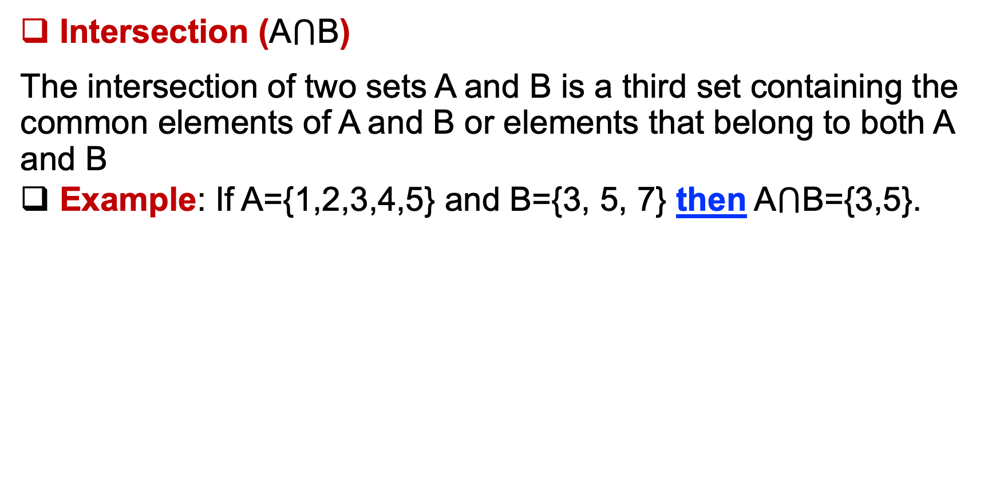 ❑ Intersection (A∩B)
The intersection of two sets A and B is a third set containing the
common elements of A and B or elements that belong to both A
and B
❑ Example: If A={1,2,3,4,5} and B={3, 5, 7} then A∩B={3,5}.